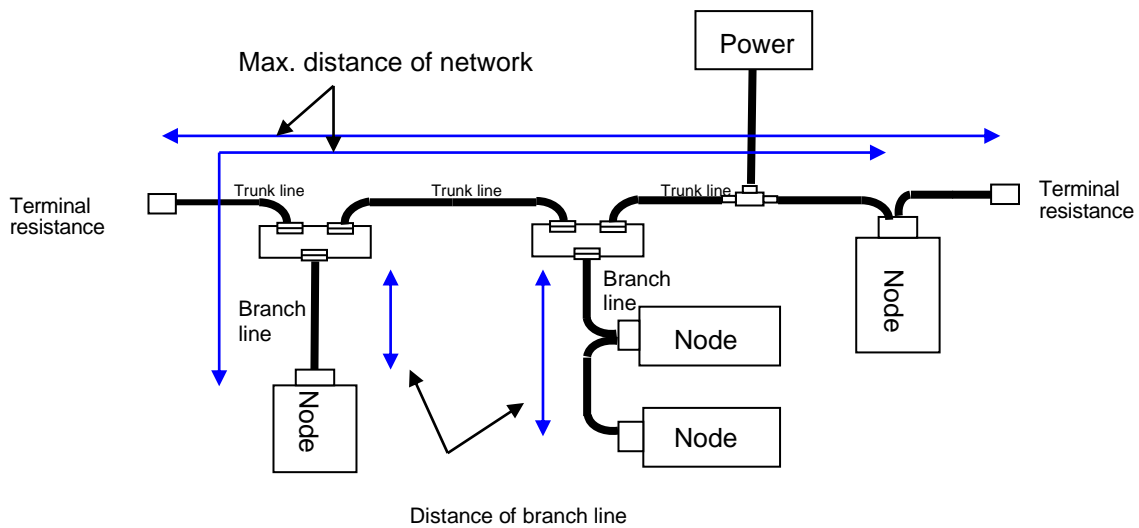 Power
Max. distance of network
Trunk line
Trunk line
Trunk line
Terminal
resistance
Terminal
resistance
Branch
line
Branch
line
Node
Node
Node
Node
Distance of branch line